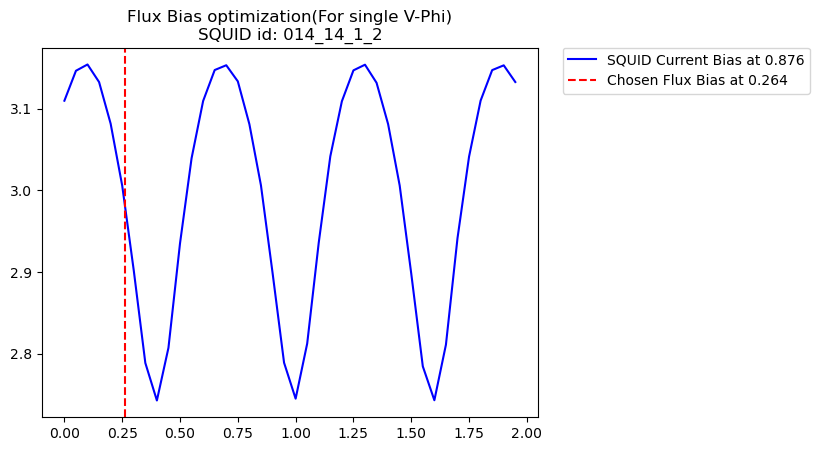 Flux Bias optimization(For single V-Phi)
SQUID id: 014_14_1_2
SQUID Current Bias at 0.876
Chosen Flux Bias at 0.264
3.1
3.0
2.9
2.8
0.00 0.25 0.50 0.75 1.00 1.25 1.50 1.75 2.00